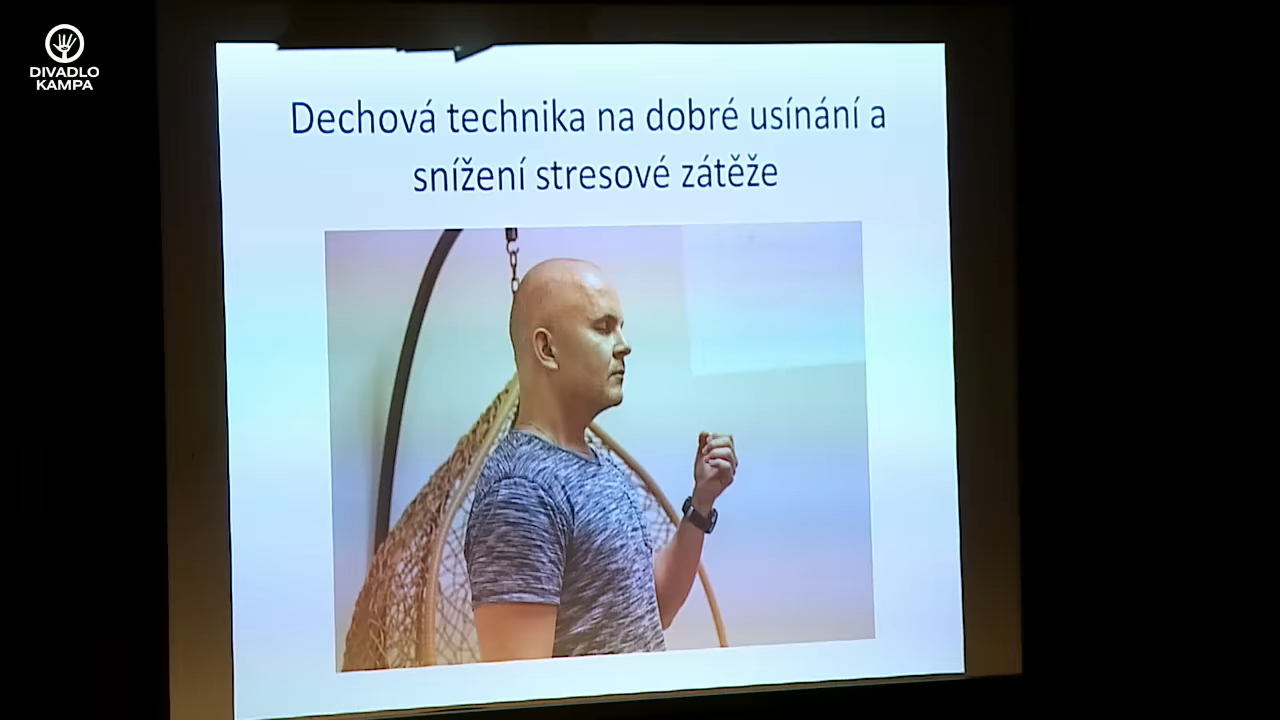 DIVADLO
KAMPA
Dechová technika na dobré usínání a
snížení stresové zátěže